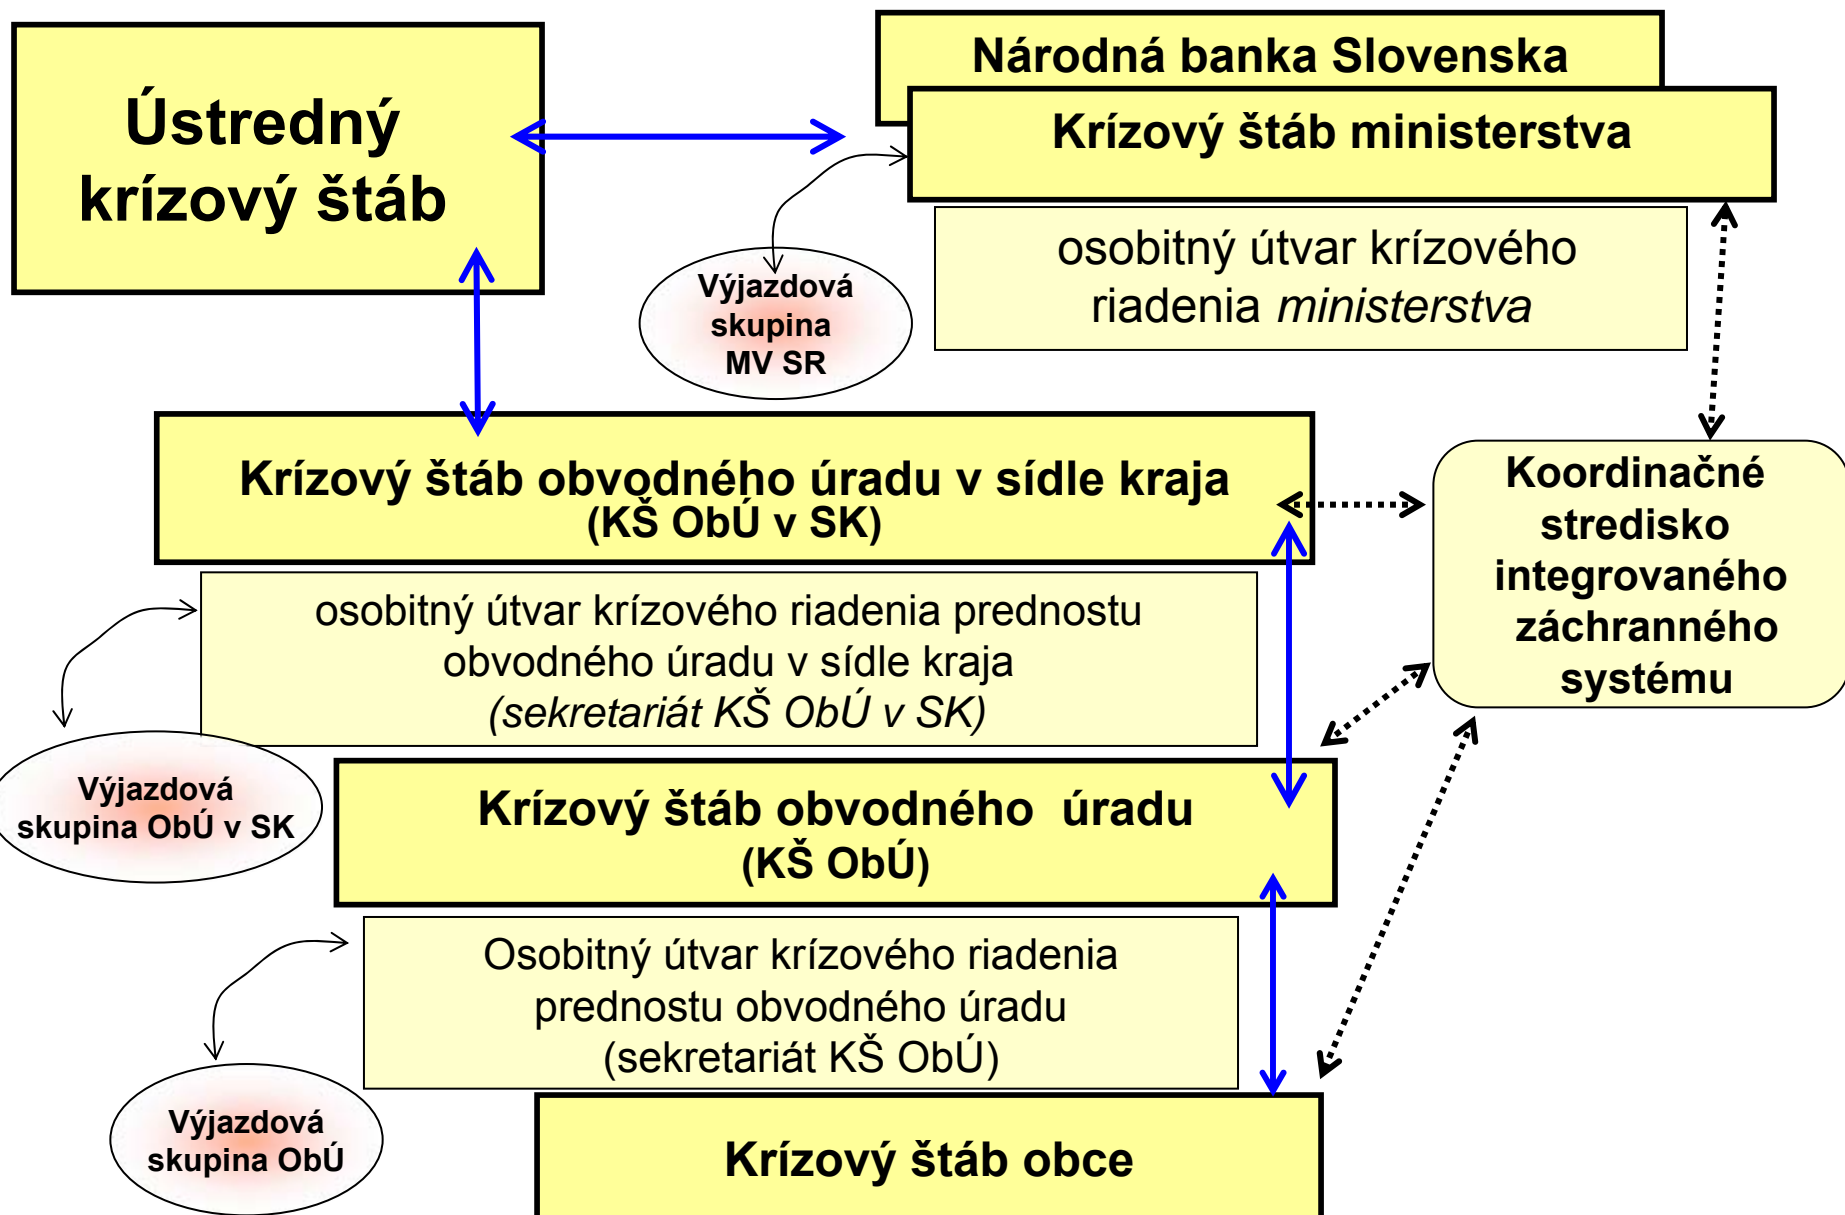 Ústredný
krízový štáb
Národná banka Slovenska
Krízový štáb ministerstva
osobitný útvar krízového
riadenia ministerstva
Výjazdová
skupina
MV SR
Krízový štáb obvodného úradu v sídle kraja
(KŠ ObÚ v SK)
Koordinačné
stredisko
integrovaného
záchranného
systému
osobitný útvar krízového riadenia prednostu
obvodného úradu v sídle kraja
(sekretariát KŠ ObÚ v SK)
Výjazdová
skupina ObÚ v SK
Krízový štáb obvodného úradu
(KŠ ObÚ)
Osobitný útvar krízového riadenia
prednostu obvodného úradu
(sekretariát KŠ ObÚ)
Výjazdová
skupina ObÚ
Krízový štáb obce